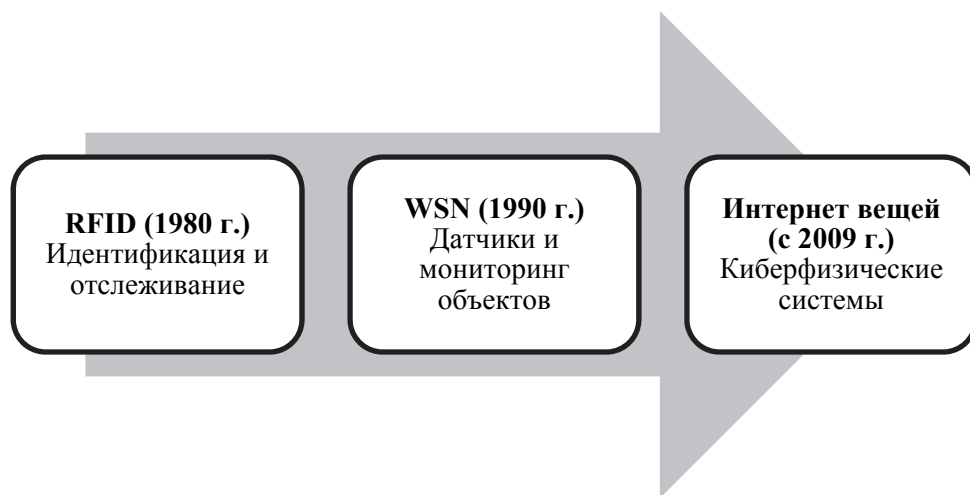 RFID (1980 г.)
Идентификация и
отслеживание
WSN (1990 г.)
Датчики и
мониторинг
объектов
Интернет вещей
(с 2009 г.)
Киберфизические
системы